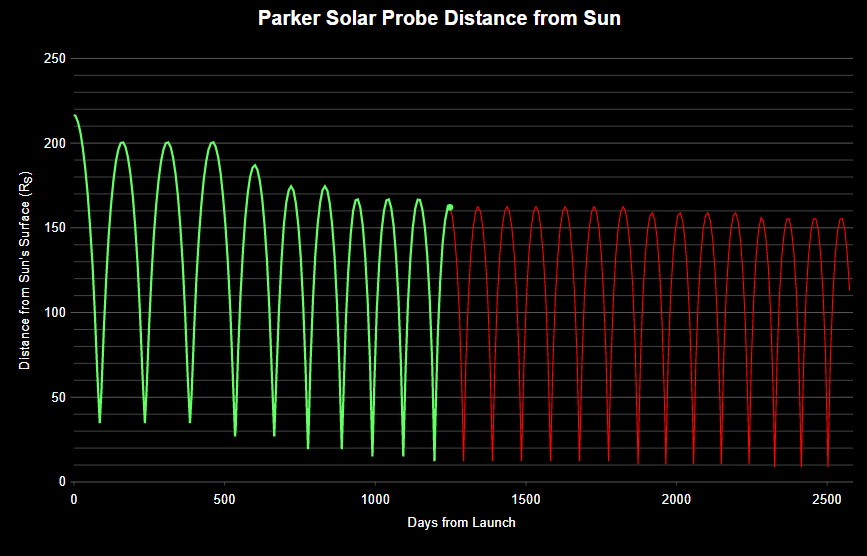 Parker Solar Probe Distance from Sun
250
200
150
100
50
0
Distance from Sun's Surface (RS)
0 500 1000 1500 2000 2500
Days from Launch